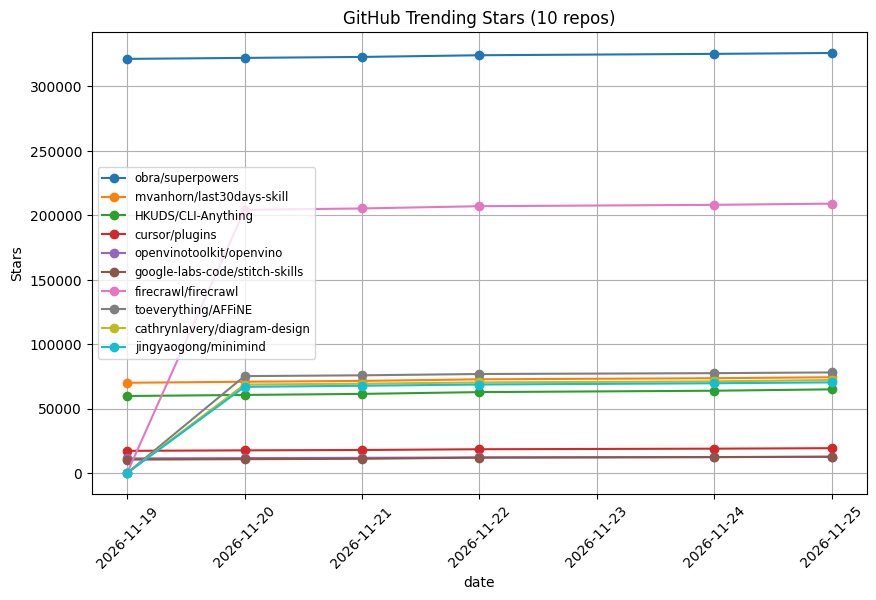 GitHub Trending Stars (10 repos)
Stars
300000
250000
200000
150000
100000
50000
0
obra/superpowers
mvanhorn/last30days-skill
HKUDS/CLI-Anything
cursor/plugins
openvinotoolkit/openvino
google-labs-code/stitch-skills
firecrawl/firecrawl
toeverything/AFFiNE
cathrynlavery/diagram-design
jingyaogong/minimind
2026-11-19
2026-11-20
2026-11-21
2026-11-22
2026-11-23
2026-11-24
2026-11-25
date